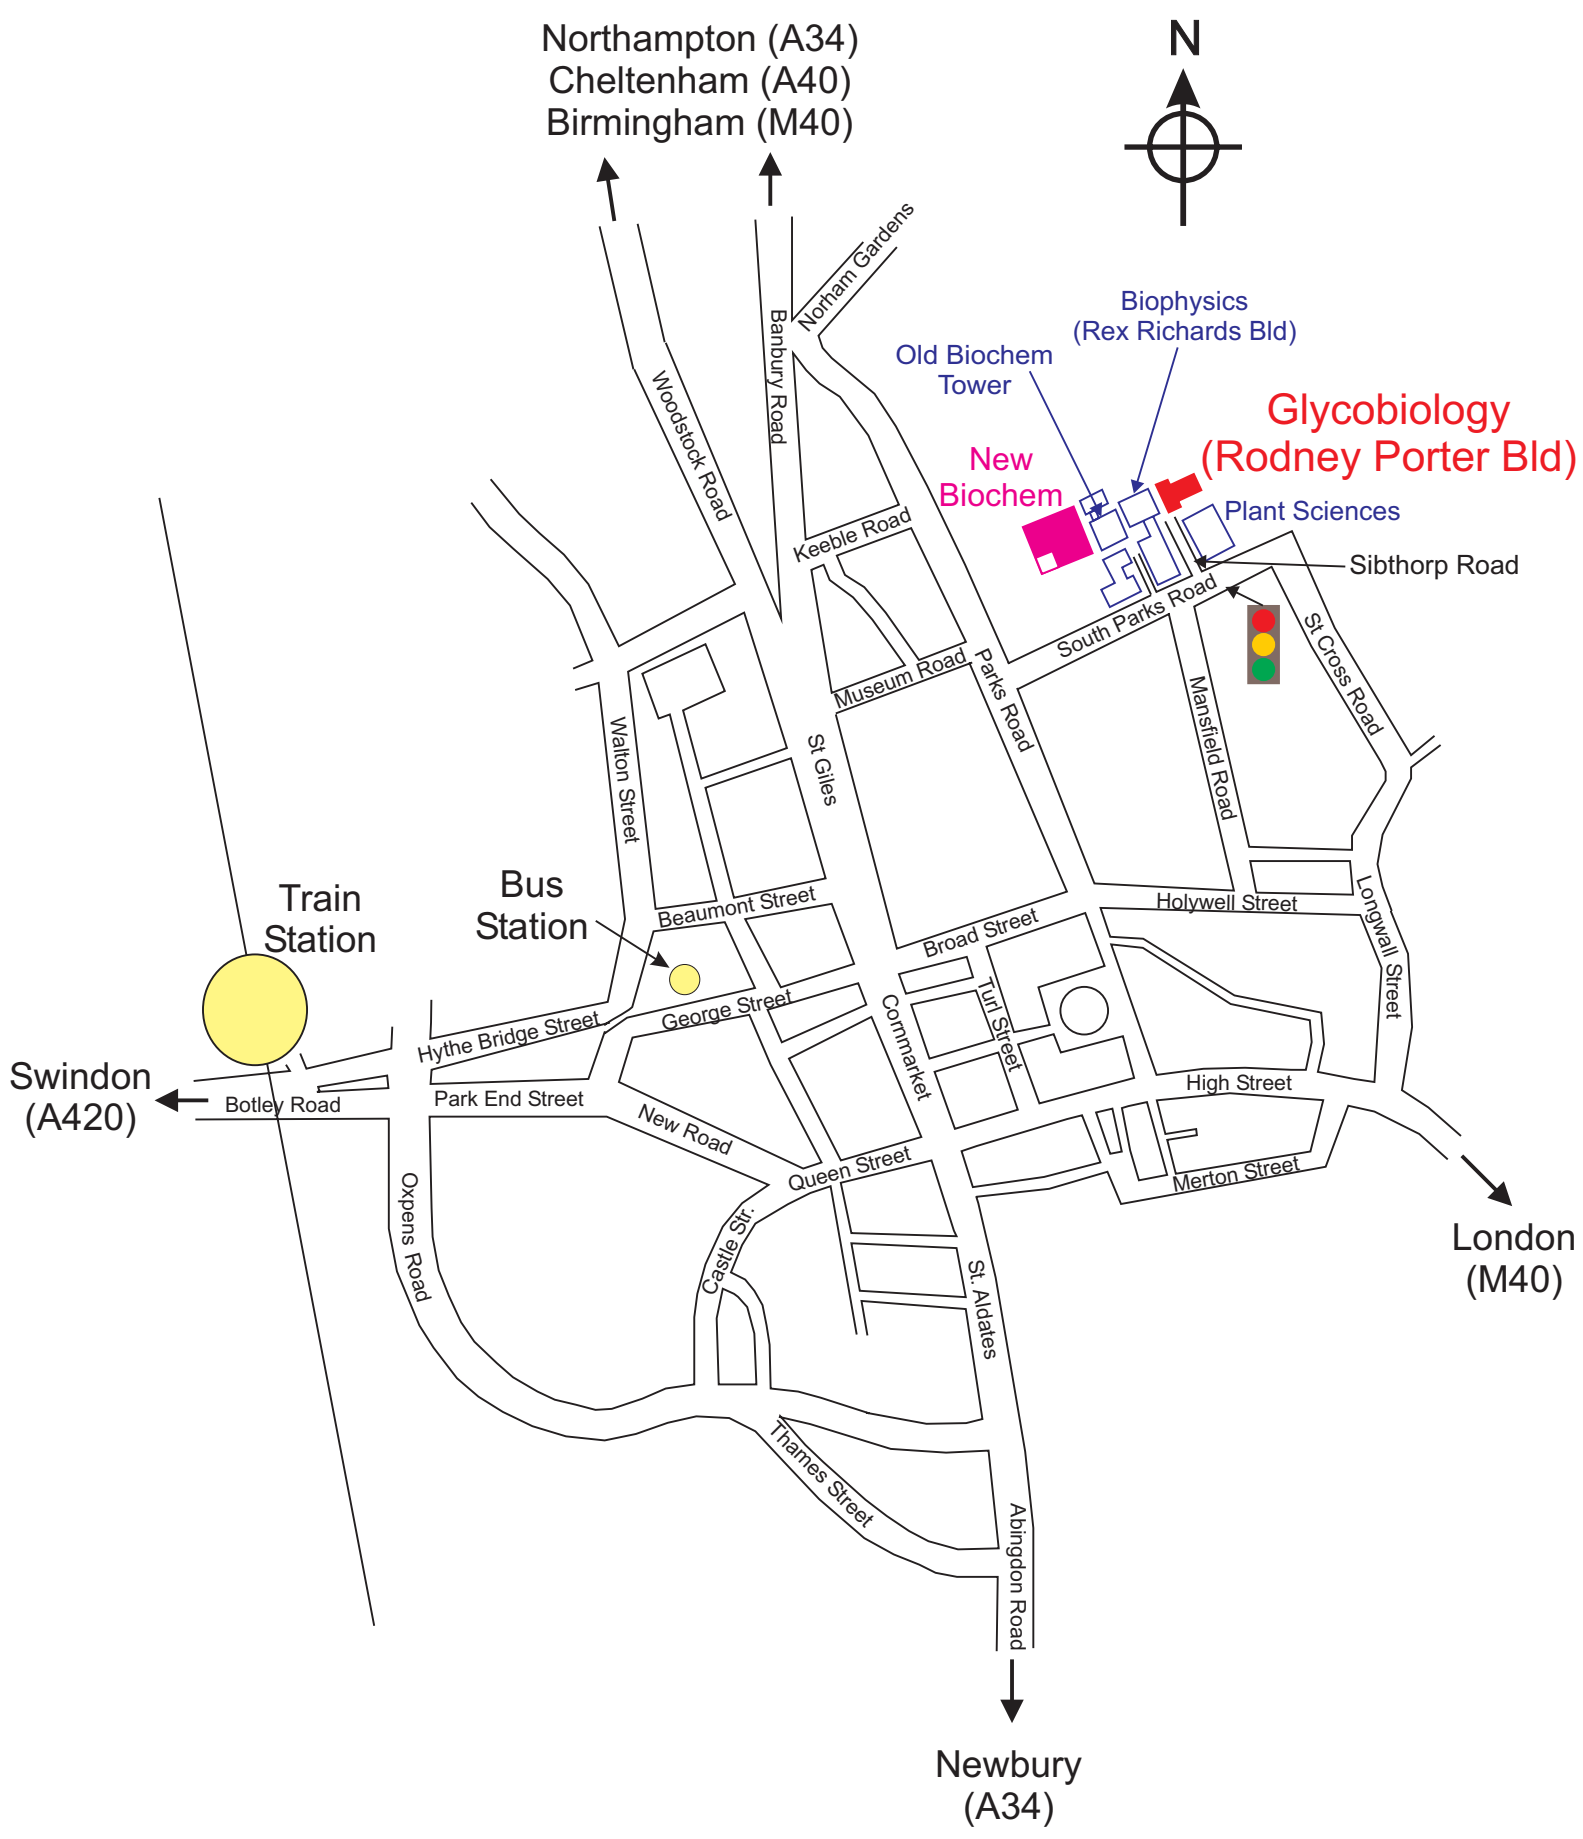 Northampton (A34)
Cheltenham (A40)
Birmingham (M40)
N
Norham Gardens
Banbury Road
Woodstock Road
Biophysics
(Rex Richards Bld)
Old Biochem
Tower
Glycobiology
(Rodney Porter Bld)
New
Biochem
Plant Sciences
Keeble Road
Sibthorp Road
South Parks Road
St Cross Road
Museum Road
Parks Road
Mansfield Road
Walton Street
St Giles
Bus
Station
Train
Station
Beaumont Street
Broad Street
Holywell Street
Longwall Street
George Street
Hythe Bridge Street
Cornmarket
Turl Street
Swindon
(A420)
Botley Road
Park End Street
High Street
New Road
Queen Street
Merton Street
Oxpens Road
Castle Str.
London
(M40)
St. Aldates
Thames Street
Abingdon Road
Newbury
(A34)